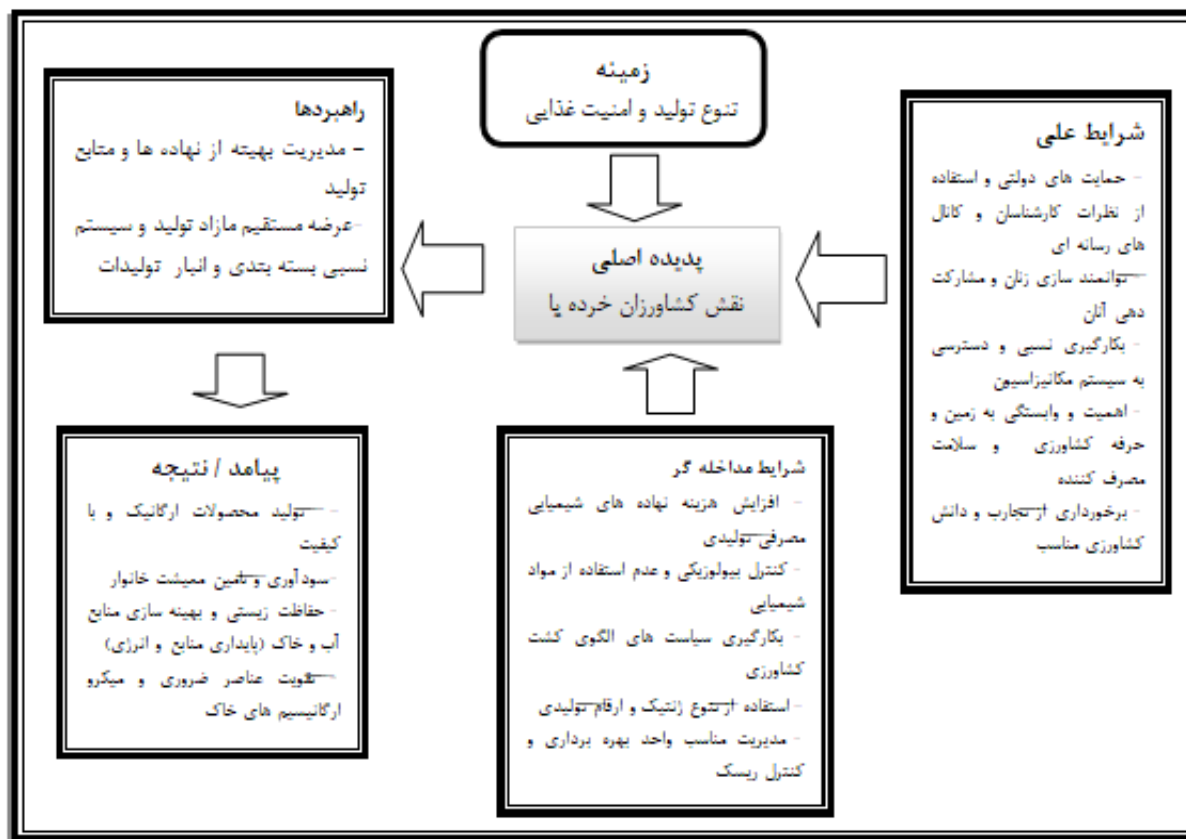 زمینه
تنوع تولید و امنیت غذایی
شرایط علی
- حمایت های دولتی و استفاده
از نظرات کارشناسان و کانال
های رسانه ای
-توانمند سازی زنان و مشارکت
دهی آنان
- بکارگیری نسبی و دسترسی
به سیستم مکانیزاسیون
- اهمیت و وابستگی به زمین و
حرفه کشاورزی و سلامت
مصرف کننده
- برخورداری از تجارب و دانش
کشاورزی مناسب
پدیده اصلی
نقش کشاورزان خرده پا
راهبردها
- مدیریت بهینه از نهاده ها و منابع
تولید
-عرضه مستقیم مازاد تولید و سیستم
نسبی بسته بندی و انبار تولیدات
شرایط مداخله گر
- افزایش هزینه نهاده های شیمیایی
مصرفی تولیدی
- کنترل بیولوزیکی و عدم استفاده از مواد
شیمیایی
- بکارگیری سیاست های الگوی کشت
کشاورزی
-استفاده از تنوع ژنتیک و ارقام تولیدی
- مدیریت مناسب واحد بهره برداری و
کنترل ریسک
پیامد / نتیجه
- تولید محصولات ارگانیک و با
کیفیت
-سود آوری و تامین معیشت خانوار
- حفاظت زیستی و بهینه سازی منابع
آب و خاک (پایداری منابع و انرژی)
- تقویت عناصر ضروری و میکرو
ارگانیسیم های خاک